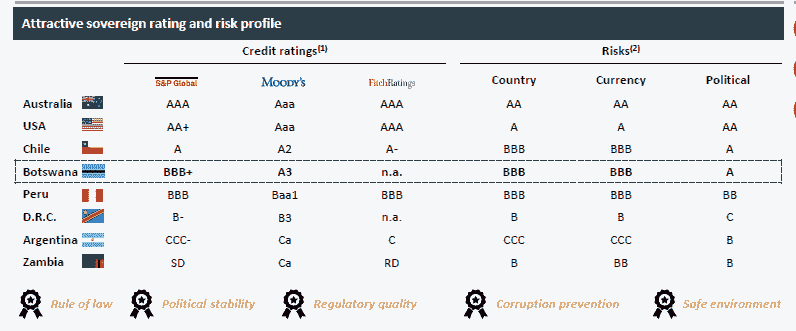 Attractive sovereign rating and risk profile
Credit ratings(1) Risks(2)
S&P Global Moody's FitchRatings Country Currency Political
Australia AAA Aaa AAA AA AA AA
USA AA+ Aaa AAA A A AA
Chile A A2 A- BBB BBB A
Botswana BBB+ A3 n.a. BBB BBB A
Peru BBB Baa1 BBB BBB BBB BB
D.R.C. B- B3 n.a. B B C
Argentina CCC- Ca C CCC CCC B
Zambia SD Ca RD B BB B
Rule of law Political stability Regulatory quality Corruption prevention Safe environment